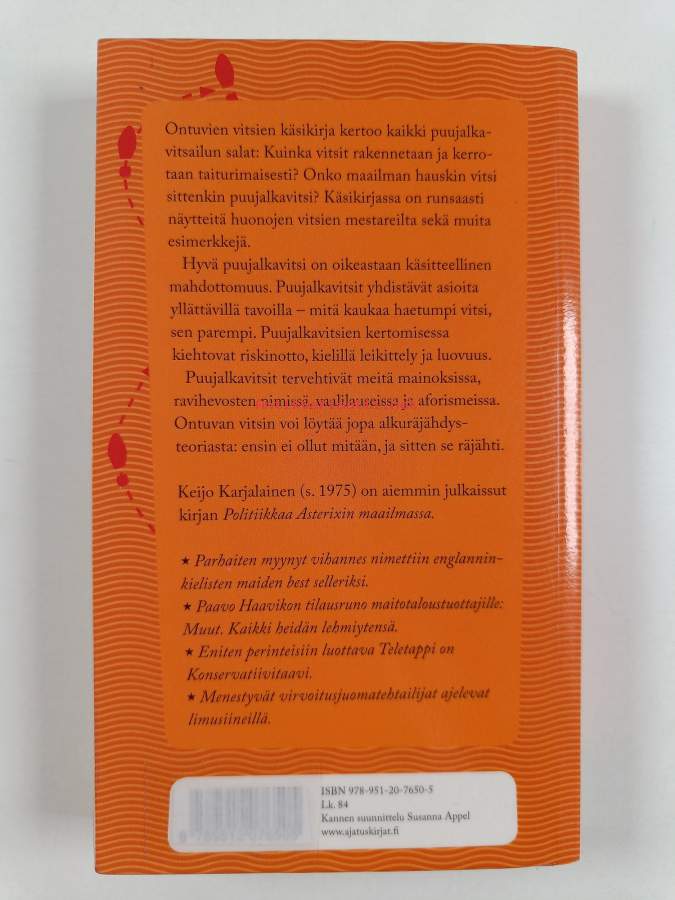 Ontuvien vitsien käsikirja kertoo kaikki puujalka-
vitsailun salat: Kuinka vitsit rakennetaan ja kerro-
taan taiturimaisesti? Onko maailman hauskin vitsi
sittenkin puujalkavitsi? Käsikirjassa on runsaasti
näytteitä huonojen vitsien mestareilta sekä muita
esimerkkejä.
Hyvä puujalkavitsi on oikeastaan käsitteellinen
mahdottomuus. Puujalkavitsit yhdistävät asioita
yllättävillä tavoilla – mitä kaukaa haetumpi vitsi,
sen parempi. Puujalkavitsien kertomisessa
kiehtovat riskinotto, kielillä leikittely ja luovuus.
Puujalkavitsit tervehtivät meitä mainoksissa,
ravihevosten nimissä, vaalilauseissa ja aforismeissa.
Ontuvan vitsin voi löytää jopa alkuräjähdys-
teoriasta: ensin ei ollut mitään, ja sitten se räjähti.
Keijo Karjalainen (s. 1975) on aiemmin julkaissut
kirjan Politiikkaa Asterixin maailmassa.
★ Parhaiten myynyt vihannes nimettiin englannin-
kielisten maiden best selleriksi.
★ Paavo Haavikon tilausruno maitotaloustuottajille:
Muut. Kaikki heidän lehmiytensä.
★ Eniten perinteisiin luottava Teletappi on
Konservatiivitaavi.
★ Menestyvät virvoitusjuomatehtailijat ajelevat
limusiineillä.
ISBN 978-951-20-7650-5
Lk. 84
Kannen suunnittelu Susanna Appel
www.ajatuskirjat.fi